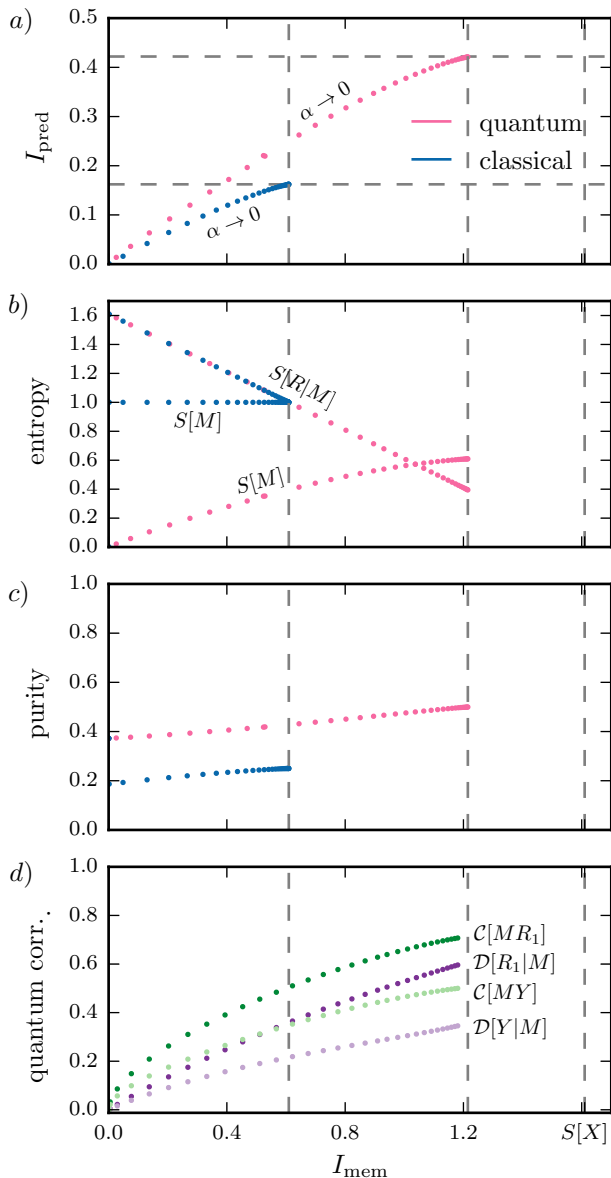 a)
0.5
0.4
0.3
0.2
0.1
0.0
I_pred
α → 0
α → 0
quantum
classical
b)
1.6
1.4
1.2
1.0
0.8
0.6
0.4
0.2
0.0
entropy
S[R|M]
S[M]
S[M]
c)
1.0
0.8
0.6
0.4
0.2
0.0
purity
d)
1.0
0.8
0.6
0.4
0.2
0.0
quantum corr..
𝒞[MR₁]
𝒟[R₁|M]
𝒞[MY]
𝒟[Y|M]
0.0 0.4 0.8 1.2 S[X]
I_mem